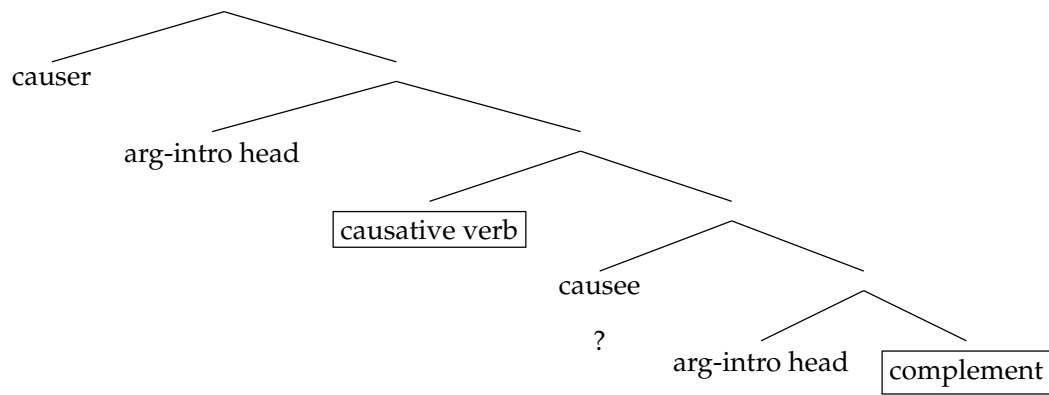 causer
arg-intro head
causative verb
causee
?
arg-intro head
complement